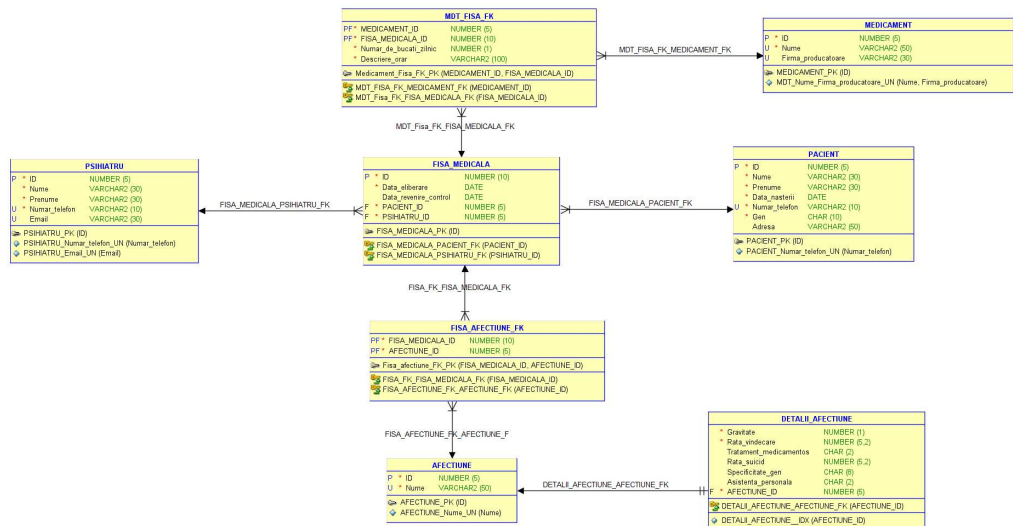 MDT_FISA_FK
PF * MEDICAMENT_ID NUMBER (5)
PF * FISA_MEDICALA_ID NUMBER (10)
* Numar_de_bucati_zilnic NUMBER (1)
* Descriere_orar VARCHAR2 (100)
Medicament_Fisa_FK_PK (MEDICAMENT_ID, FISA_MEDICALA_ID)
MDT_FISA_FK_MEDICAMENT_FK (MEDICAMENT_ID)
MDT_Fisa_FK_FISA_MEDICALA_FK (FISA_MEDICALA_ID)
MDT_FISA_FK_MEDICAMENT_FK
MEDICAMENT
P * ID NUMBER (5)
U * Nume VARCHAR2 (50)
U Firma_producatoare VARCHAR2 (30)
MEDICAMENT_PK (ID)
MDT_Nume_Firma_producatoare_UN (Nume, Firma_producatoare)
MDT_Fisa_FK_FISA_MEDICALA_FK
PSIHIATRU
P * ID NUMBER (5)
* Nume VARCHAR2 (30)
* Prenume VARCHAR2 (30)
U * Numar_telefon VARCHAR2 (10)
U Email VARCHAR2 (30)
PSIHIATRU_PK (ID)
PSIHIATRU_Numar_telefon_UN (Numar_telefon)
PSIHIATRU_Email_UN (Email)
FISA_MEDICALA_PSIHIATRU_FK
FISA_MEDICALA
P * ID NUMBER (10)
* Data_eliberare DATE
Data_revenire_control DATE
F * PACIENT_ID NUMBER (5)
F * PSIHIATRU_ID NUMBER (5)
FISA_MEDICALA_PK (ID)
FISA_MEDICALA_PACIENT_FK (PACIENT_ID)
FISA_MEDICALA_PSIHIATRU_FK (PSIHIATRU_ID)
FISA_MEDICALA_PACIENT_FK
PACIENT
P * ID NUMBER (5)
* Nume VARCHAR2 (30)
* Prenume VARCHAR2 (30)
* Data_nasterii DATE
U * Numar_telefon VARCHAR2 (10)
* Gen CHAR (10)
Adresa VARCHAR2 (50)
PACIENT_PK (ID)
PACIENT_Numar_telefon_UN (Numar_telefon)
FISA_FK_FISA_MEDICALA_FK
FISA_AFECTIUNE_FK
PF * FISA_MEDICALA_ID NUMBER (10)
PF * AFECTIUNE_ID NUMBER (5)
Fisa_afectiune_FK_PK (FISA_MEDICALA_ID, AFECTIUNE_ID)
FISA_FK_FISA_MEDICALA_FK (FISA_MEDICALA_ID)
FISA_AFECTIUNE_FK_AFECTIUNE_FK (AFECTIUNE_ID)
FISA_AFECTIUNE_FK_AFECTIUNE_F
AFECTIUNE
P * ID NUMBER (5)
U * Nume VARCHAR2 (50)
AFECTIUNE_PK (ID)
AFECTIUNE_Nume_UN (Nume)
DETALII_AFECTIUNE_AFECTIUNE_FK
DETALII_AFECTIUNE
* Gravitate NUMBER (1)
* Rata_vindecare NUMBER (5,2)
Tratament_medicamentos CHAR (2)
Rata_suicid NUMBER (5,2)
Specificitate_gen CHAR (8)
Asistenta_personala CHAR (2)
F * AFECTIUNE_ID NUMBER (5)
DETALII_AFECTIUNE_AFECTIUNE_FK (AFECTIUNE_ID)
DETALII_AFECTIUNE__IDX (AFECTIUNE_ID)